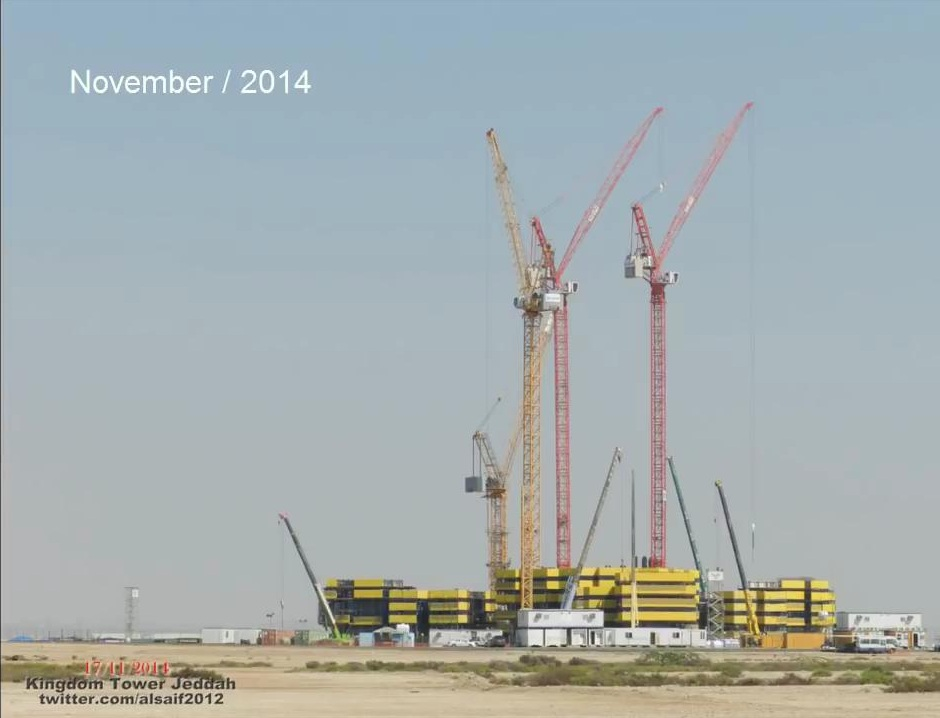 November / 2014
17 11 2014
Kingdom Tower Jeddah
twitter.com/alsaif2012